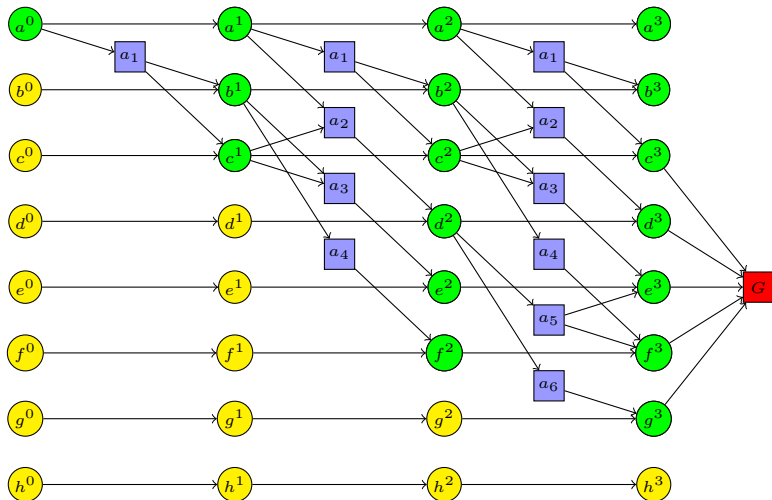 a⁰ a¹ a² a³
a₁ a₁ a₁
b⁰ b¹ b² b³
a₂ a₂
c⁰ c¹ c² c³
a₃ a₃
d⁰ d¹ d² d³
a₄ a₄
e⁰ e¹ e² e³ G
a₅
f⁰ f¹ f² f³
a₆
g⁰ g¹ g² g³
h⁰ h¹ h² h³